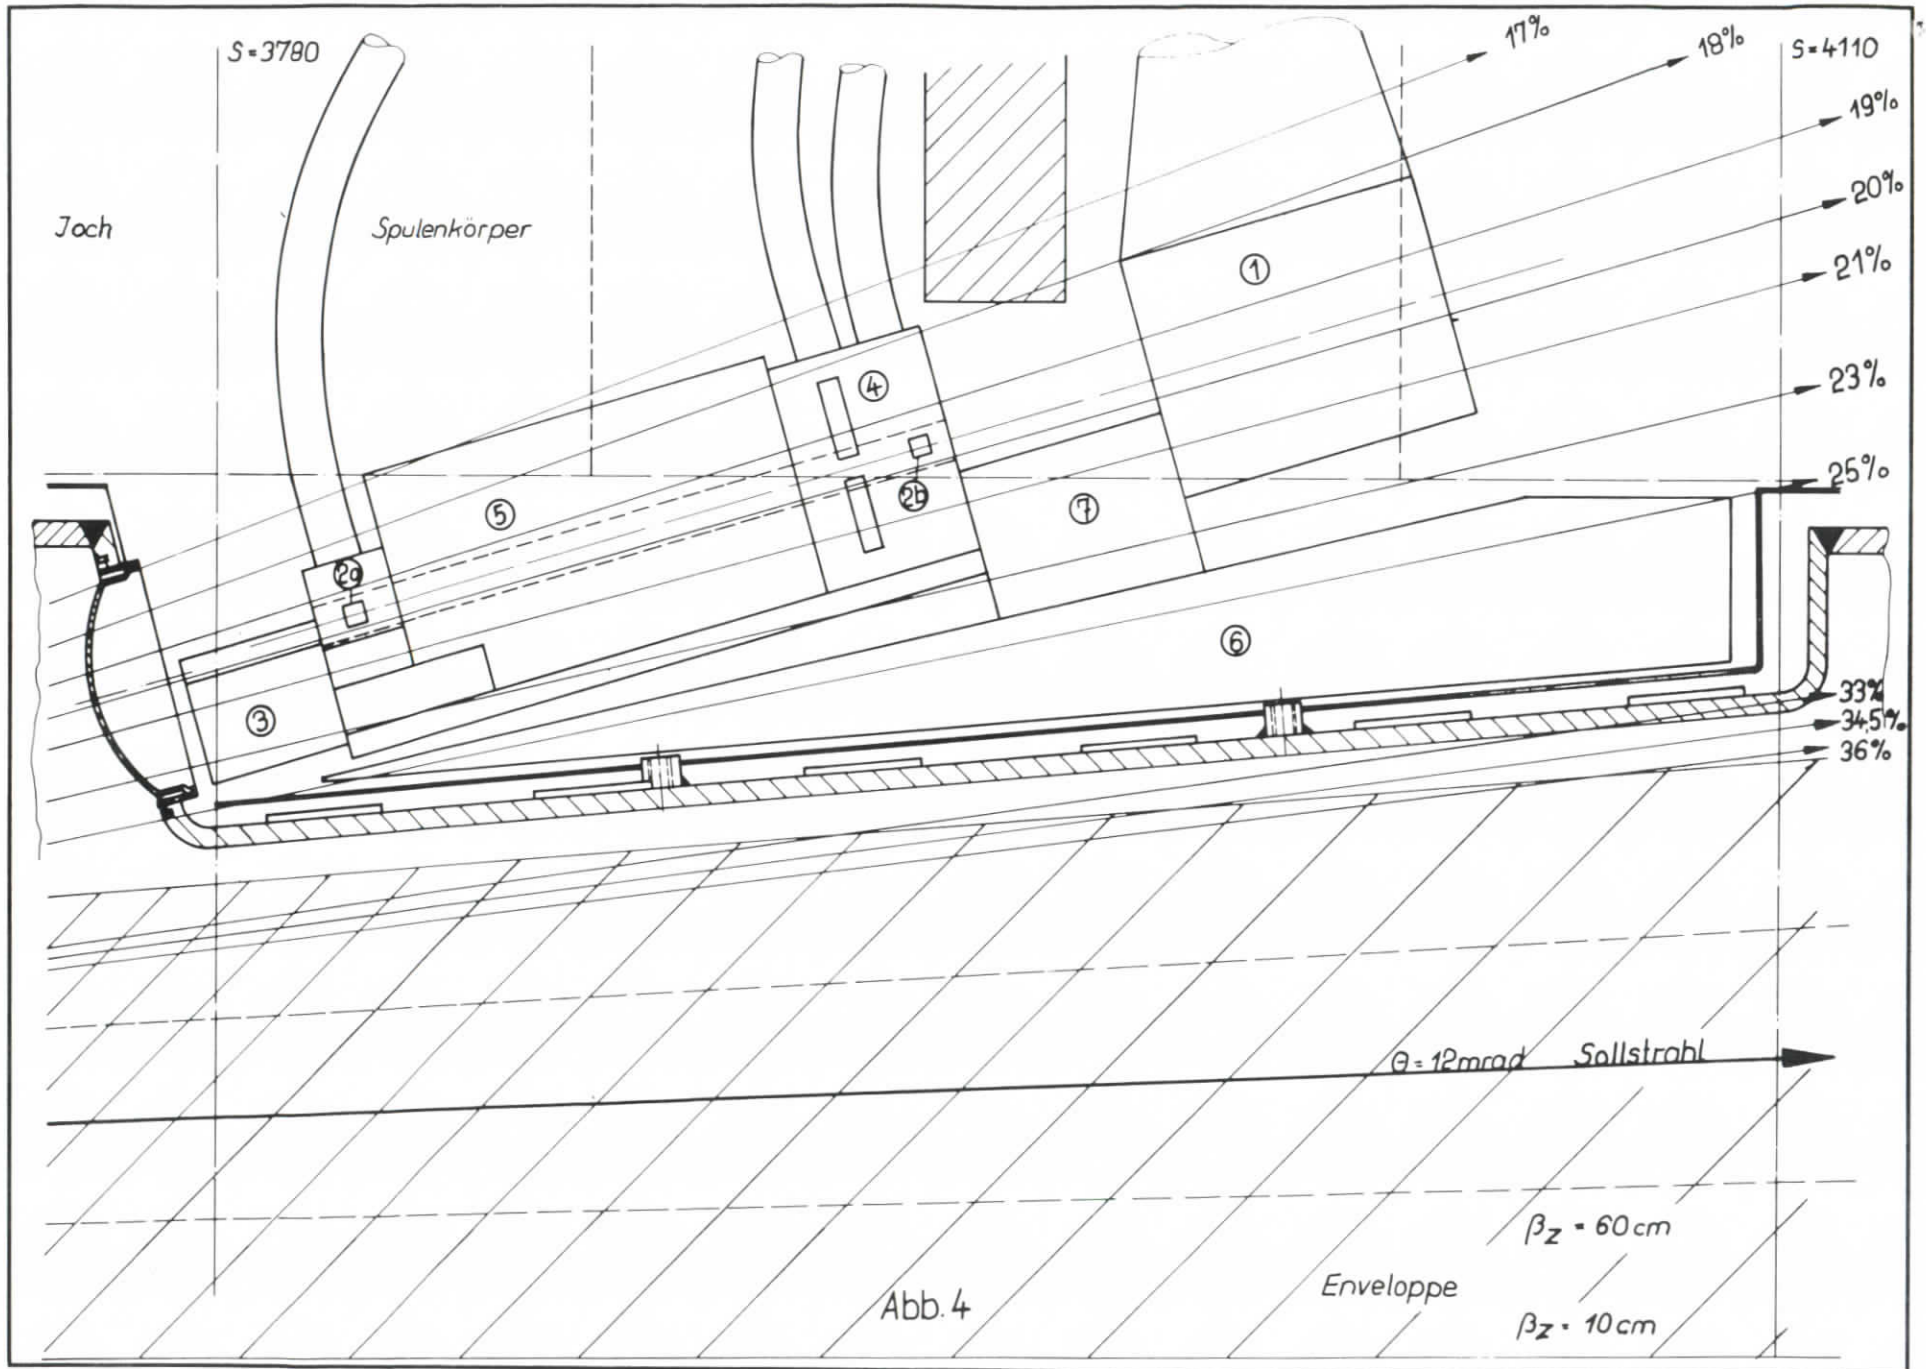 S=3780
17%
18%
S=4110
19%
20%
21%
23%
25%
Joch
Spulenkörper
1
4
2b
5
7
2a
6
3
33%
34,5%
36%
Θ=12mrad Sollstrahl
βz = 60cm
Enveloppe
βz = 10cm
Abb. 4